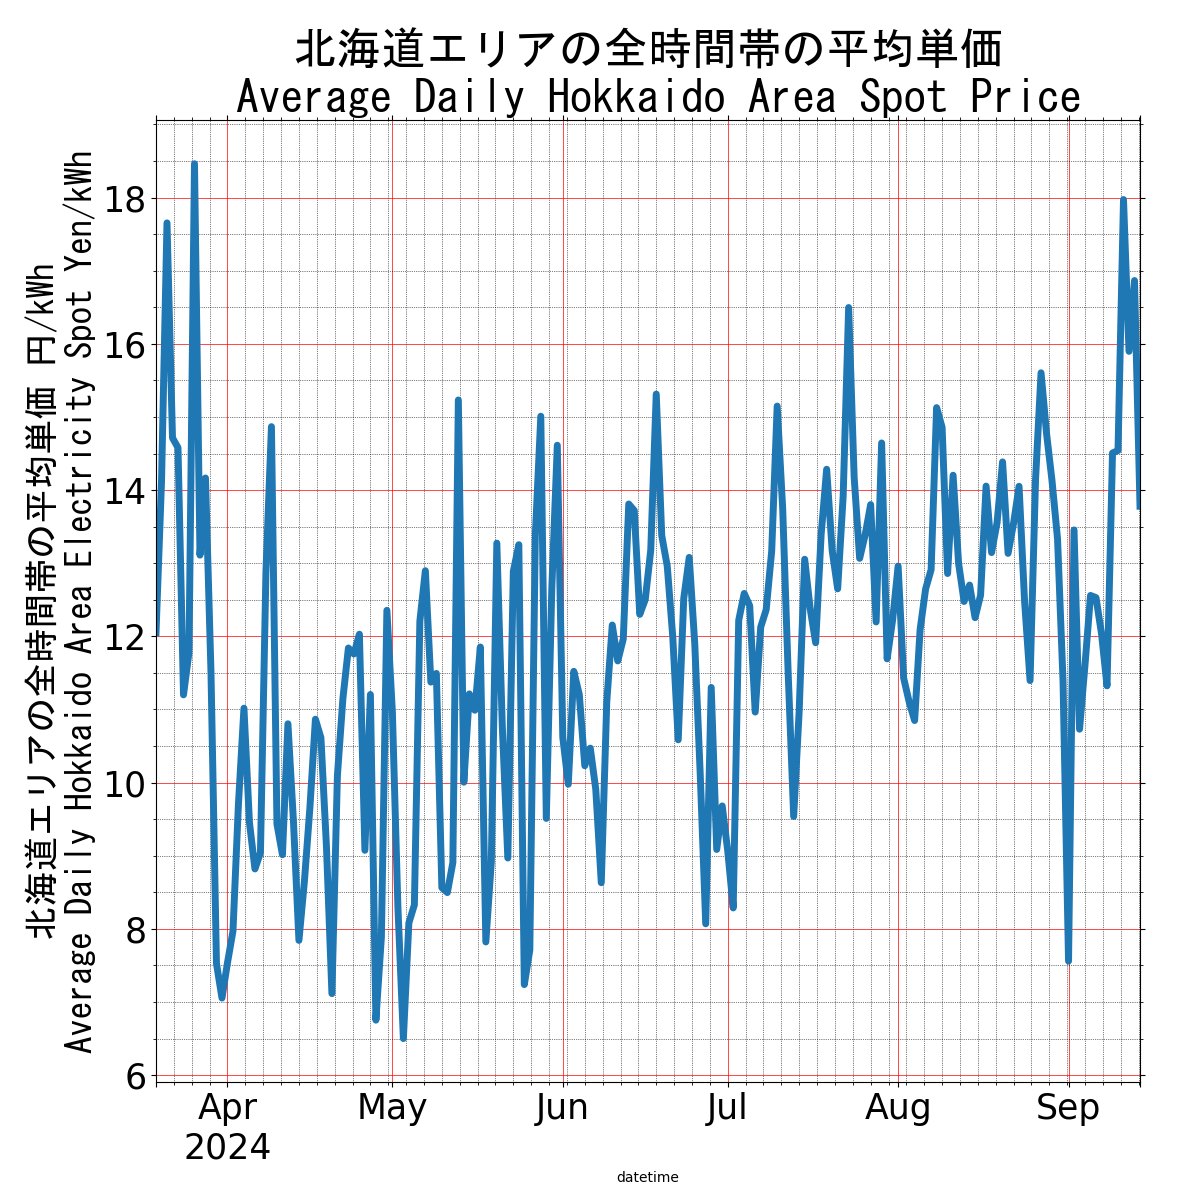 北海道エリアの全時間帯の平均単価
Average Daily Hokkaido Area Spot Price
北海道エリアの全時間帯の平均単価 円/kWh
Average Daily Hokkaido Area Electricity Spot Yen/kWh
18
16
14
12
10
8
6
Apr May Jun Jul Aug Sep
2024
datetime